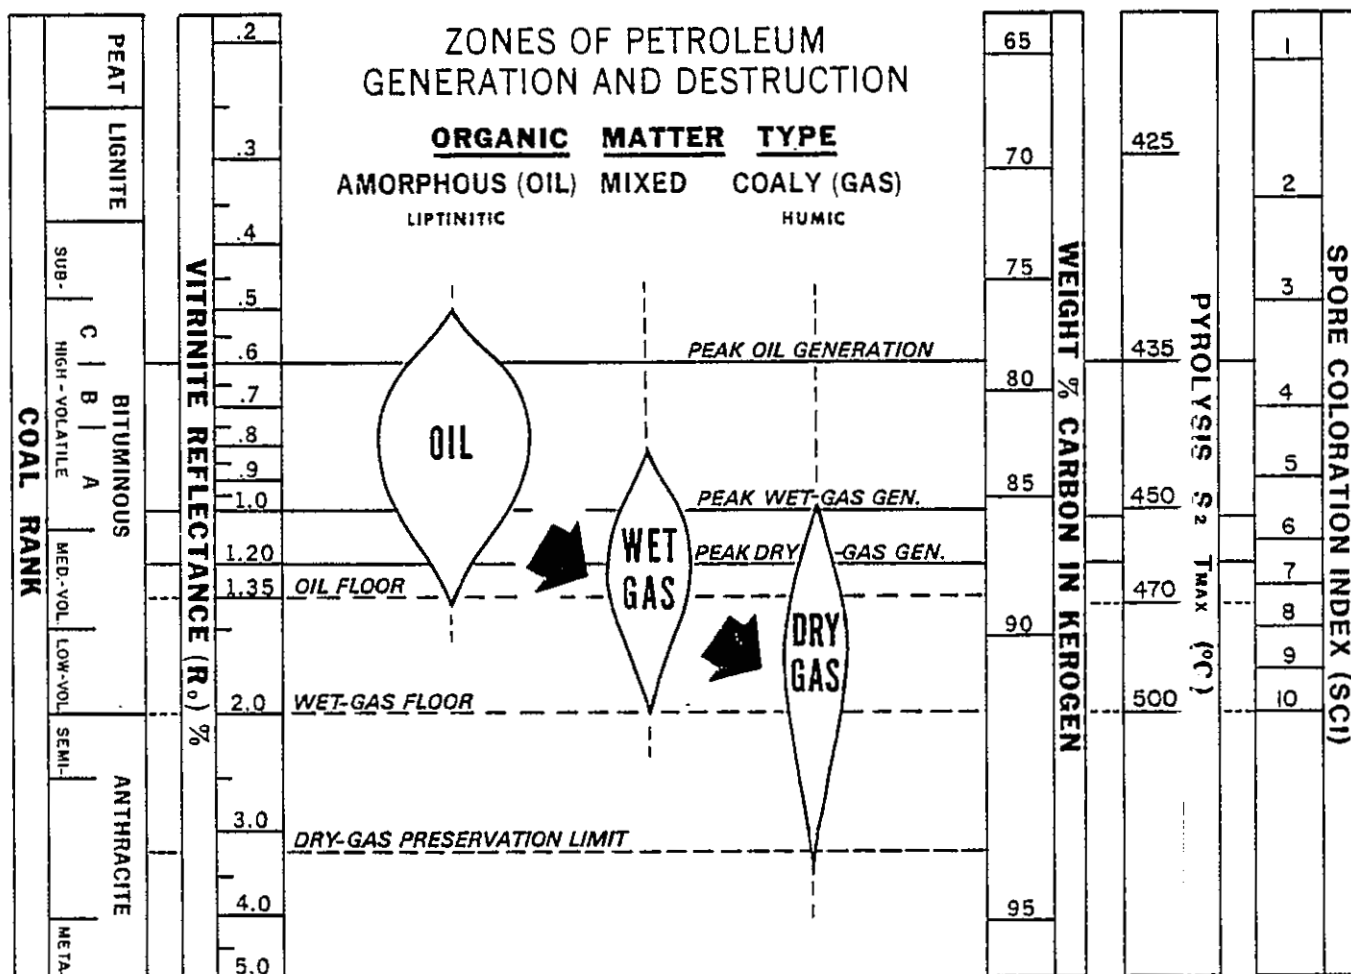 ZONES OF PETROLEUM
GENERATION AND DESTRUCTION
ORGANIC MATTER TYPE
AMORPHOUS (OIL) MIXED COALY (GAS)
LIPTINITIC HUMIC
COAL RANK
PEAT
LIGNITE
SUB-
BITUMINOUS
HIGH-VOLATILE
C
B
A
MED.-VOL.
LOW-VOL.
SEMI-
ANTHRACITE
META.
VITRINITE REFLECTANCE (Ro) %
.2
.3
.4
.5
.6
.7
.8
.9
1.0
1.20
1.35
2.0
3.0
4.0
5.0
PEAK OIL GENERATION
OIL
PEAK WET-GAS GEN.
WET
GAS
PEAK DRY-GAS GEN.
OIL FLOOR
DRY
GAS
WET-GAS FLOOR
DRY-GAS PRESERVATION LIMIT
65
70
75
80
85
90
95
WEIGHT % CARBON IN KEROGEN
425
435
450
470
500
PYROLYSIS S2 TMAX (°C)
1
2
3
4
5
6
7
8
9
10
SPORE COLORATION INDEX (SCI)